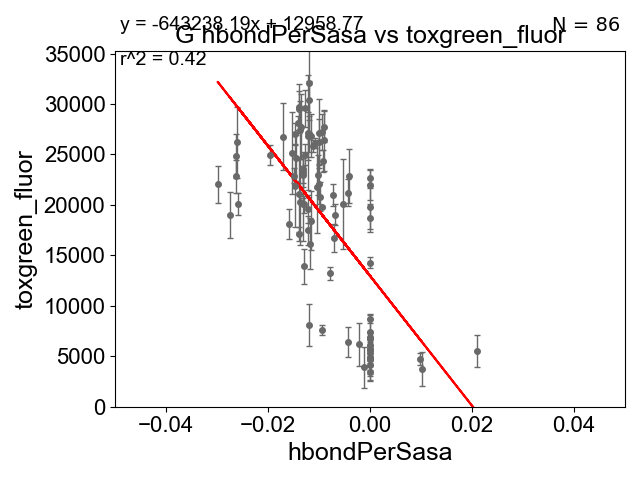 y = -643238.19x + 12958.77
N = 86
G hbondPerSasa vs toxgreen_fluor
r^2 = 0.42
35000
30000
25000
20000
15000
10000
5000
0
toxgreen_fluor
−0.04 −0.02 0.00 0.02 0.04
hbondPerSasa